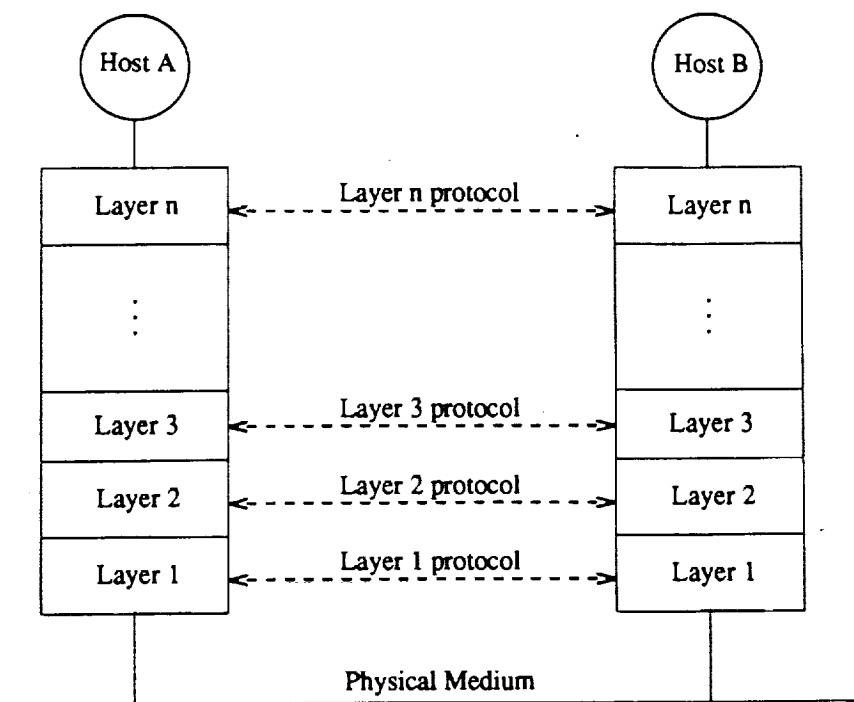 Host A
Host B
Layer n
Layer n protocol
Layer n
Layer 3
Layer 3 protocol
Layer 3
Layer 2
Layer 2 protocol
Layer 2
Layer 1
Layer 1 protocol
Layer 1
Physical Medium